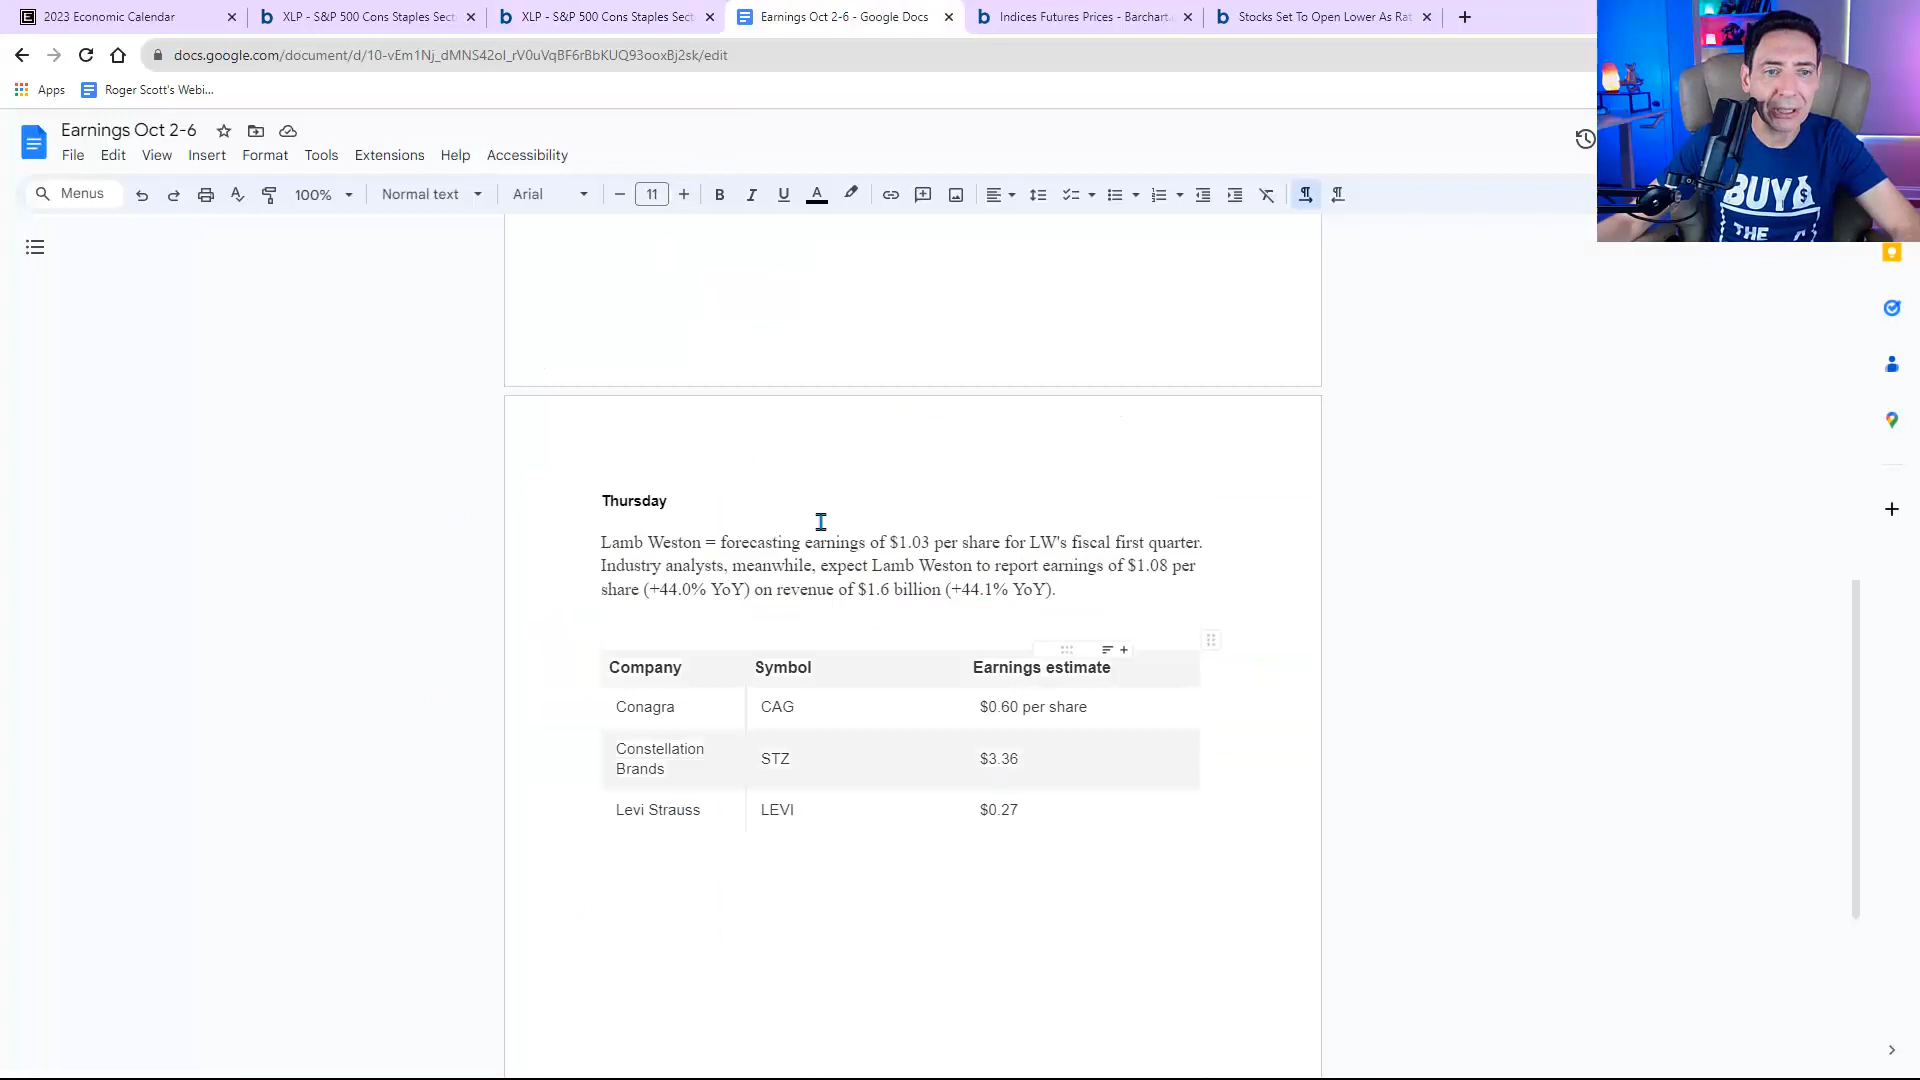 2023 Economic Calendar
XLP - S&P 500 Cons Staples Sect
XLP - S&P 500 Cons Staples Sect
Earnings Oct 2-6 - Google Docs
Indices Futures Prices - Barchart.
Stocks Set To Open Lower As Rat
docs.google.com/document/d/10-vEm1Nj_dMNS42oI_rV0uVqBF6rBbKUQ93ooxBj2sk/edit
Apps
Roger Scott's Webi...
Earnings Oct 2-6
File Edit View Insert Format Tools Extensions Help Accessibility
Menus 100% Normal text Arial 11 B I U A
BUY
THE
Thursday
Lamb Weston = forecasting earnings of $1.03 per share for LW's fiscal first quarter.
Industry analysts, meanwhile, expect Lamb Weston to report earnings of $1.08 per
share (+44.0% YoY) on revenue of $1.6 billion (+44.1% YoY).
Company Symbol Earnings estimate
Conagra CAG $0.60 per share
Constellation
Brands STZ $3.36
Levi Strauss LEVI $0.27